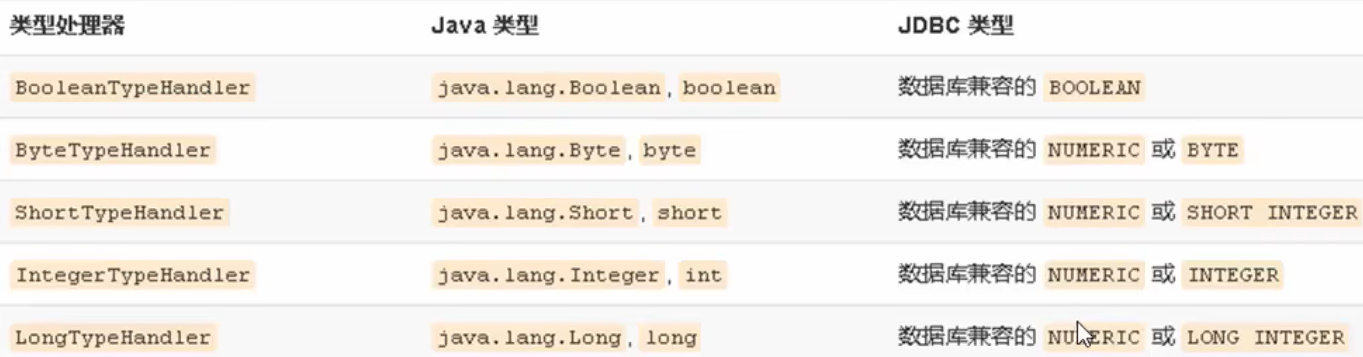 类型处理器 Java 类型 JDBC 类型
BooleanTypeHandler java.lang.Boolean, boolean 数据库兼容的 BOOLEAN
ByteTypeHandler java.lang.Byte, byte 数据库兼容的 NUMERIC 或 BYTE
ShortTypeHandler java.lang.Short, short 数据库兼容的 NUMERIC 或 SHORT INTEGER
IntegerTypeHandler java.lang.Integer, int 数据库兼容的 NUMERIC 或 INTEGER
LongTypeHandler java.lang.Long, long 数据库兼容的 NUMERIC 或 LONG INTEGER